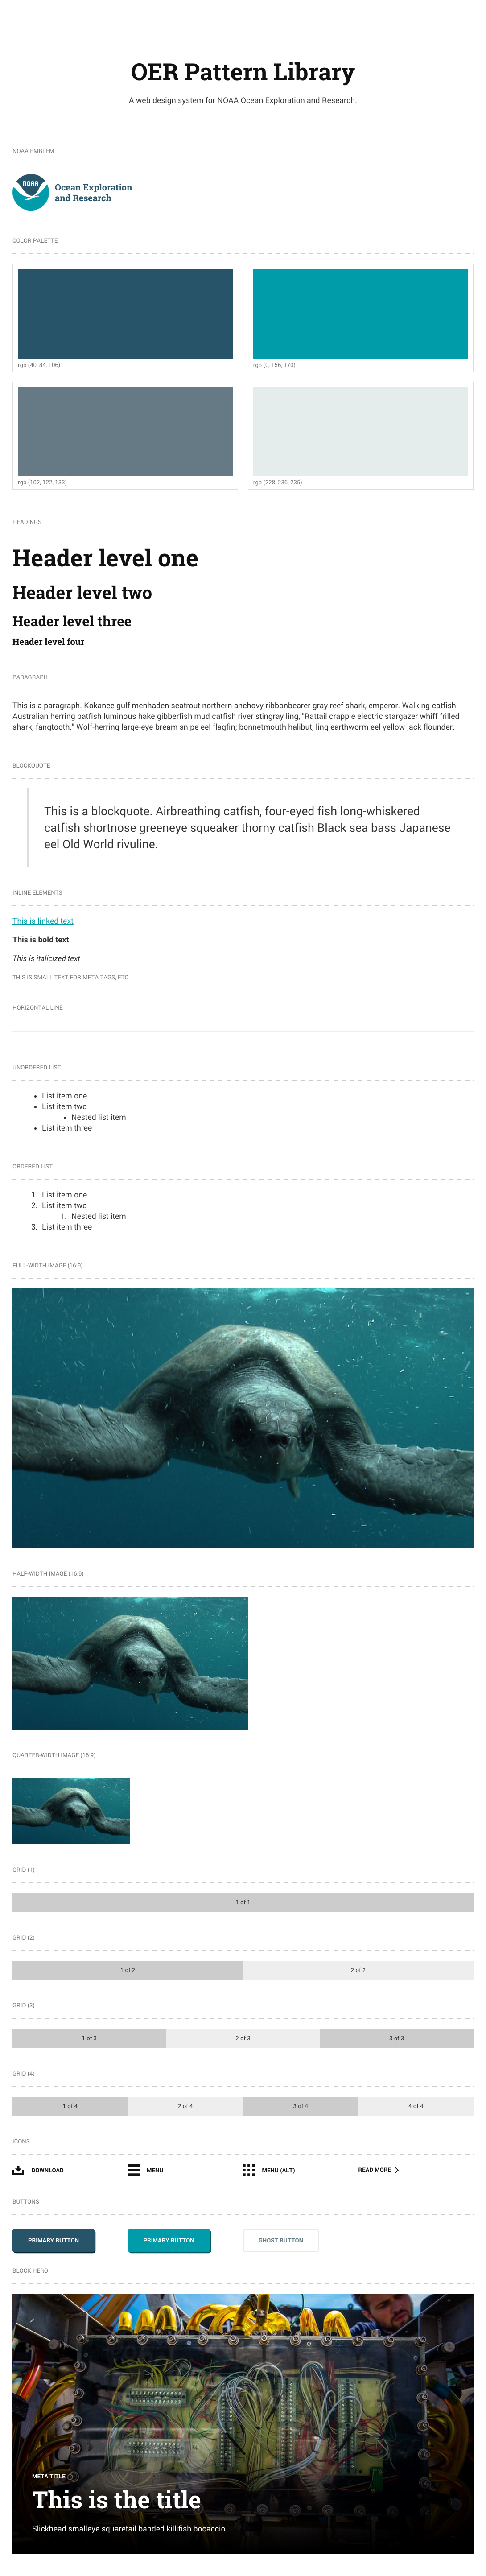 OER Pattern Library
A web design system for NOAA Ocean Exploration and Research.
NOAA EMBLEM
NOAA
Ocean Exploration
and Research
COLOR PALETTE
rgb (40, 84, 106)
rgb (0, 156, 170)
rgb (102, 122, 133)
rgb (228, 236, 235)
HEADINGS
Header level one
Header level two
Header level three
Header level four
PARAGRAPH
This is a paragraph. Kokanee gulf menhaden seatrout northern anchovy ribbonbearer gray reef shark, emperor. Walking catfish
Australian herring batfish luminous hake gibberfish mud catfish river stingray ling, "Rattail crappie electric stargazer whiff frilled
shark, fangtooth." Wolf-herring large-eye bream snipe eel flagfin; bonnetmouth halibut, ling earthworm eel yellow jack flounder.
BLOCKQUOTE
This is a blockquote. Airbreathing catfish, four-eyed fish long-whiskered
catfish shortnose greeneye squeaker thorny catfish Black sea bass Japanese
eel Old World rivuline.
INLINE ELEMENTS
This is linked text
This is bold text
This is italicized text
THIS IS SMALL TEXT FOR META TAGS, ETC.
HORIZONTAL LINE
UNORDERED LIST
• List item one
• List item two
• Nested list item
• List item three
ORDERED LIST
1. List item one
2. List item two
1. Nested list item
3. List item three
FULL-WIDTH IMAGE (16:9)
HALF-WIDTH IMAGE (16:9)
QUARTER-WIDTH IMAGE (16:9)
GRID (1)
1 of 1
GRID (2)
1 of 2
2 of 2
GRID (3)
1 of 3
2 of 3
3 of 3
GRID (4)
1 of 4
2 of 4
3 of 4
4 of 4
ICONS
DOWNLOAD
MENU
MENU (ALT)
READ MORE
BUTTONS
PRIMARY BUTTON
PRIMARY BUTTON
GHOST BUTTON
BLOCK HERO
META TITLE
This is the title
Slickhead smalleye squaretail banded killifish bocaccio.